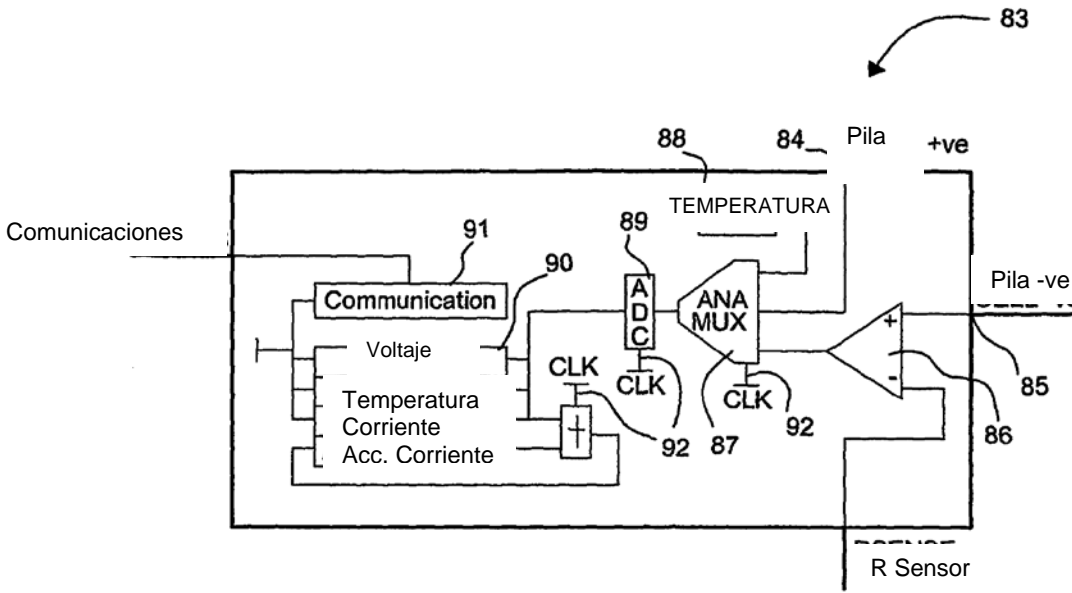 83
88
84
Pila
+ve
TEMPERATURA
Comunicaciones
91
90
89
Communication
ADC
ANA
MUX
Pila -ve
+
-
Voltaje
CLK
CLK
CLK
85
Temperatura
Corriente
Acc. Corriente
+
92
87
92
86
R Sensor